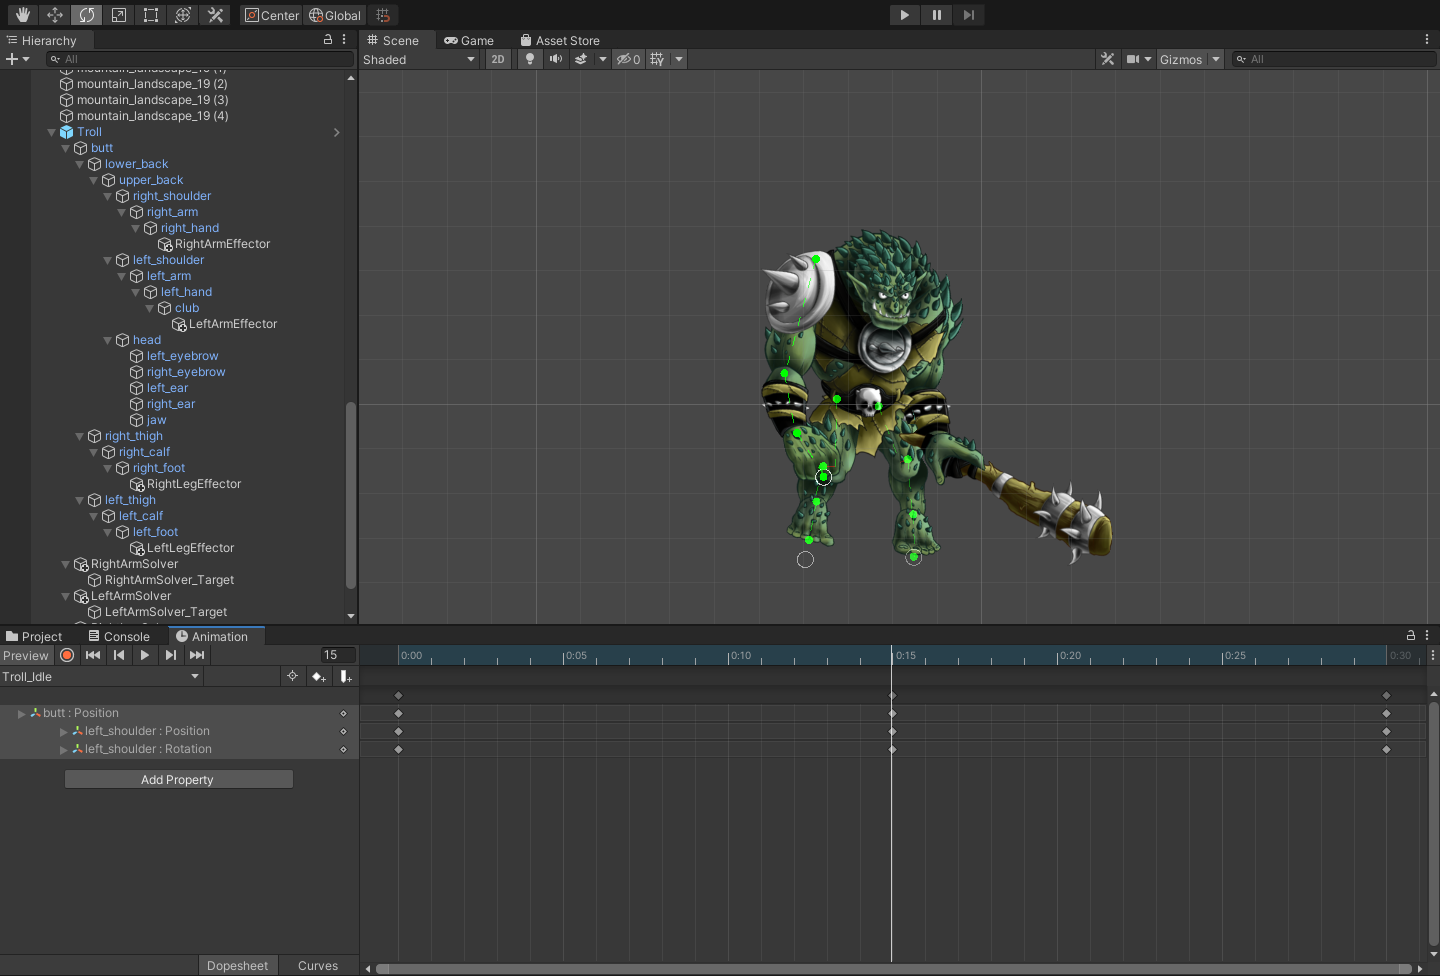 Center Global
Hierarchy
Scene Game Asset Store
All
Shaded 2D 0 Gizmos All
mountain_landscape_19 (1)
mountain_landscape_19 (2)
mountain_landscape_19 (3)
mountain_landscape_19 (4)
Troll
butt
lower_back
upper_back
right_shoulder
right_arm
right_hand
RightArmEffector
left_shoulder
left_arm
left_hand
club
LeftArmEffector
head
left_eyebrow
right_eyebrow
left_ear
right_ear
jaw
right_thigh
right_calf
right_foot
RightLegEffector
left_thigh
left_calf
left_foot
LeftLegEffector
RightArmSolver
RightArmSolver_Target
LeftArmSolver
LeftArmSolver_Target
Project Console Animation
Preview 15 0:00 0:05 0:10 0:15 0:20 0:25 0:30
Troll_Idle
butt : Position
left_shoulder : Position
left_shoulder : Rotation
Add Property
Dopesheet Curves